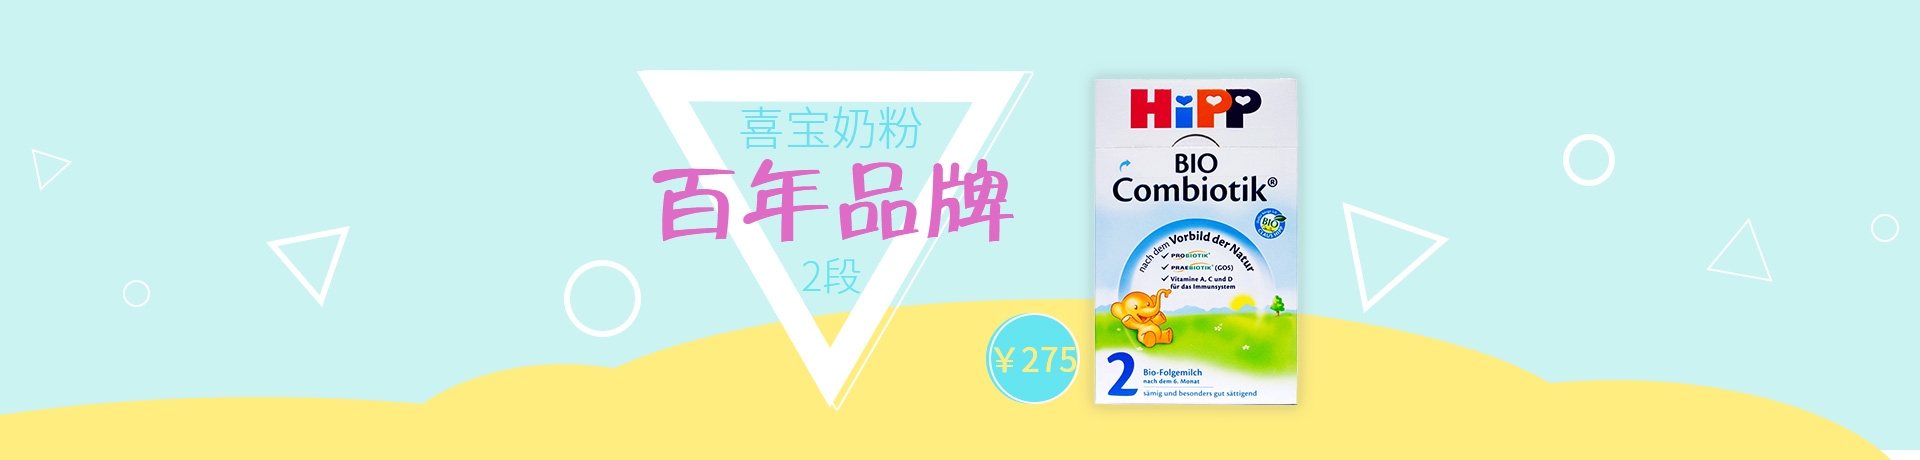 喜宝奶粉
百年品牌
2段
¥275
HiPP
BIO
Combiotik®
BIO
nach dem Vorbild der Natur
PROBIOTIK®
PRAEBIOTIK® (GOS)
Vitamine A, C und D
für das Immunsystem
2
Bio-Folgemilch
nach dem 6. Monat
sämig und besonders gut sättigend